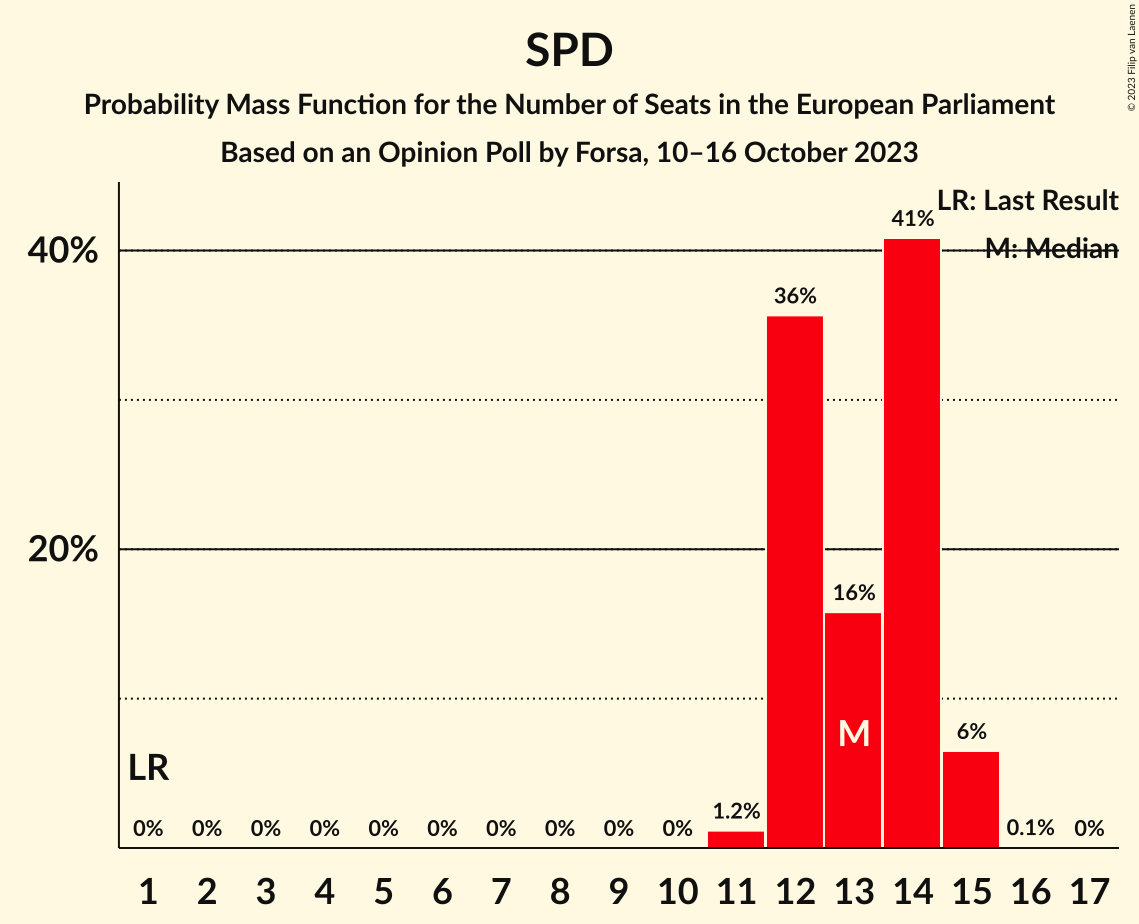 SPD
Probability Mass Function for the Number of Seats in the European Parliament
Based on an Opinion Poll by Forsa, 10–16 October 2023
© 2023 Filip van Laenen
LR: Last Result
M: Median
40%
20%
41%
36%
16%
M
6%
LR
1.2%
0% 0% 0% 0% 0% 0% 0% 0% 0% 0% 0.1% 0%
1 2 3 4 5 6 7 8 9 10 11 12 13 14 15 16 17